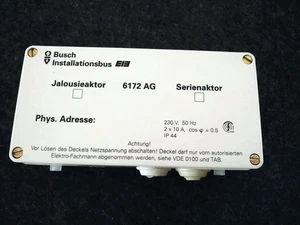 Busch
Installationsbus EIB
Jalousieaktor 6172 AG Serienaktor
Phys. Adresse:
230 V, 50 Hz
2 x 10 A, cos φ × 0.5
IP 44
Achtung!
Vor Lösen des Deckels Netzspannung abschalten! Deckel darf nur vom autorisierten
Elektro-Fachmann abgenommen werden, siehe VDE 0100 und TAB.